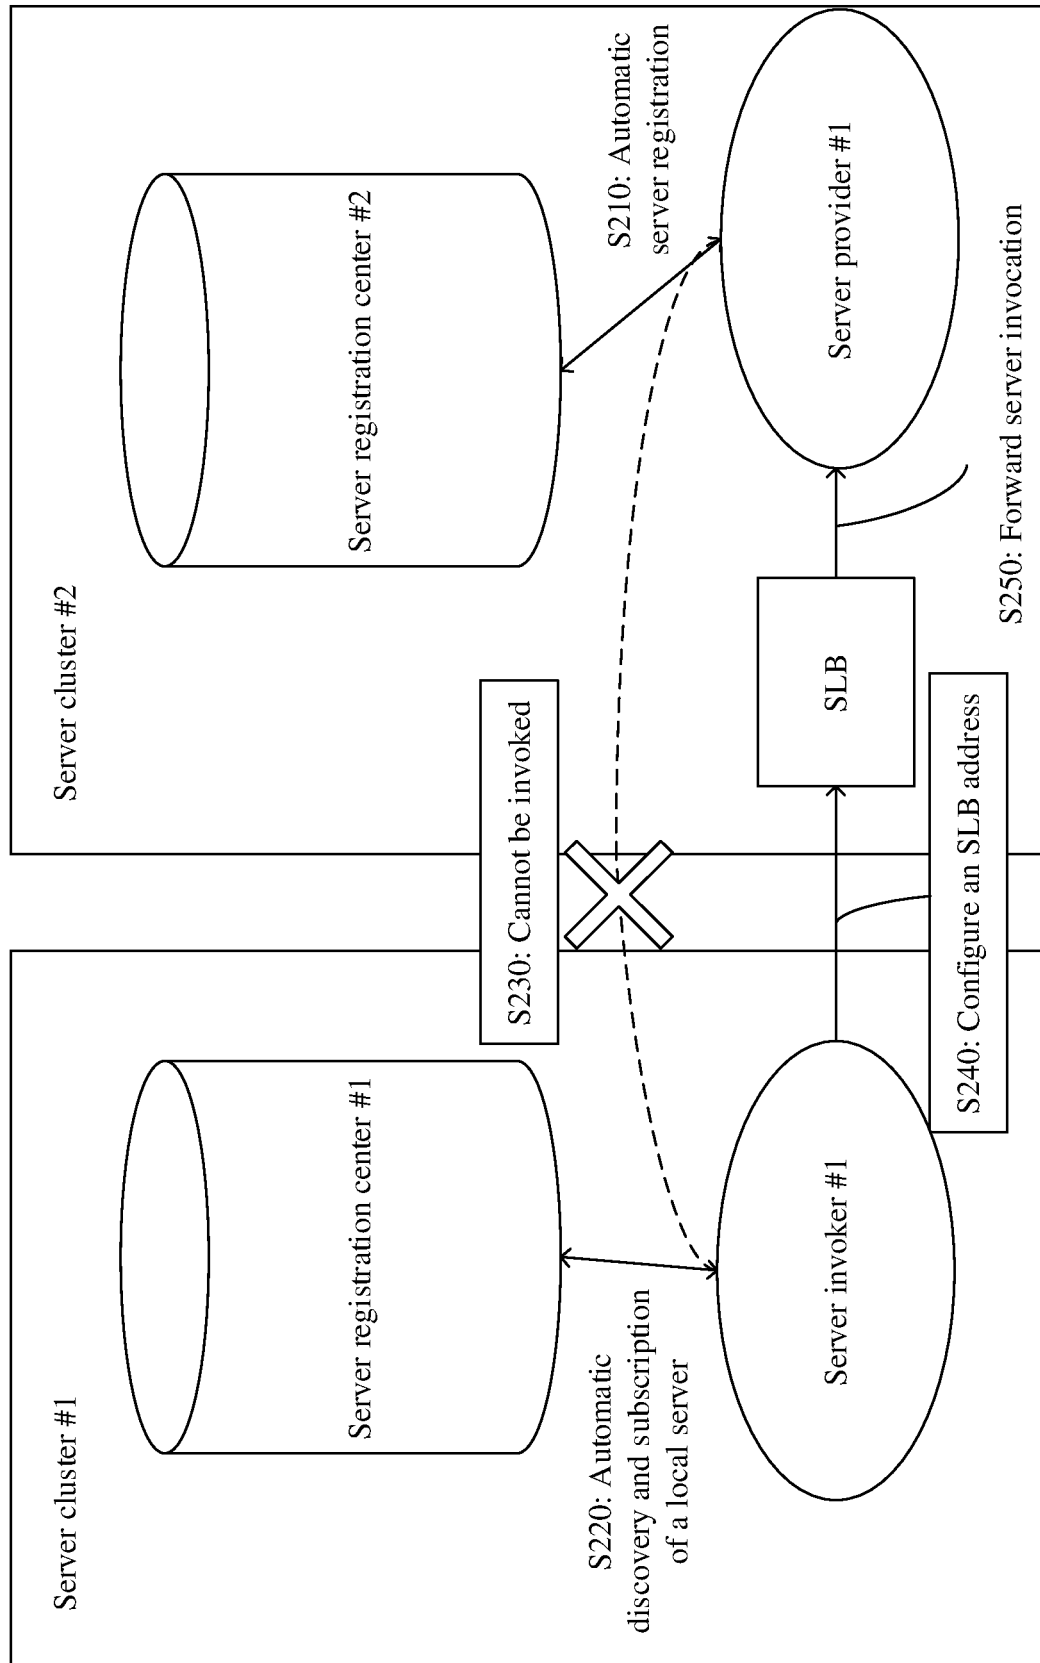 Server cluster #1
Server registration center #1
S220: Automatic
discovery and subscription
of a local server
Server invoker #1
S230: Cannot be invoked
S240: Configure an SLB address
Server cluster #2
Server registration center #2
S210: Automatic
server registration
SLB
Server provider #1
S250: Forward server invocation